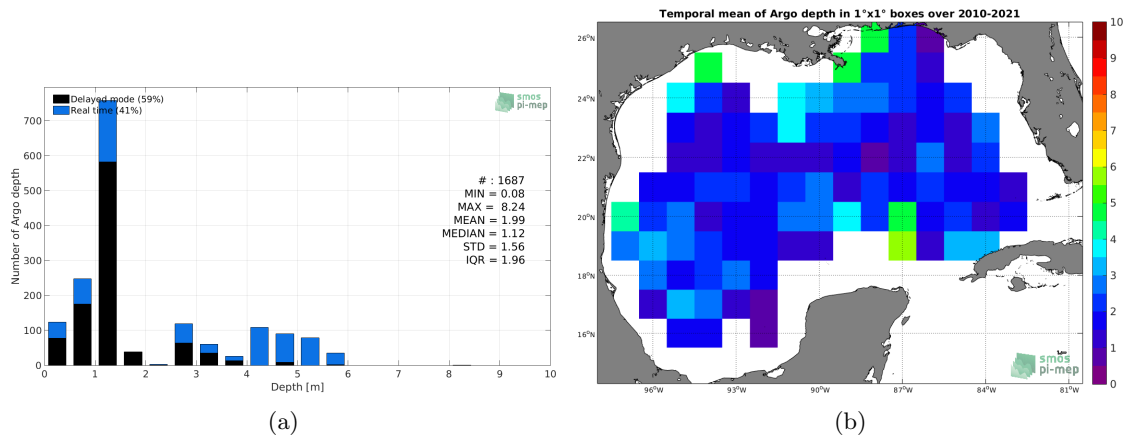 Delayed mode (59%)
Real time (41%)
smos
pi-mep
# : 1687
MIN = 0.08
MAX = 8.24
MEAN = 1.99
MEDIAN = 1.12
STD = 1.56
IQR = 1.96
Number of Argo depth
700
600
500
400
300
200
100
0
0 1 2 3 4 5 6 7 8 9 10
Depth [m]
(a)
Temporal mean of Argo depth in 1°x1° boxes over 2010-2021
26°N
24°N
22°N
20°N
18°N
16°N
96°W 93°W 90°W 87°W 84°W 81°W
smos
pi-mep
10
9
8
7
6
5
4
3
2
1
0
(b)